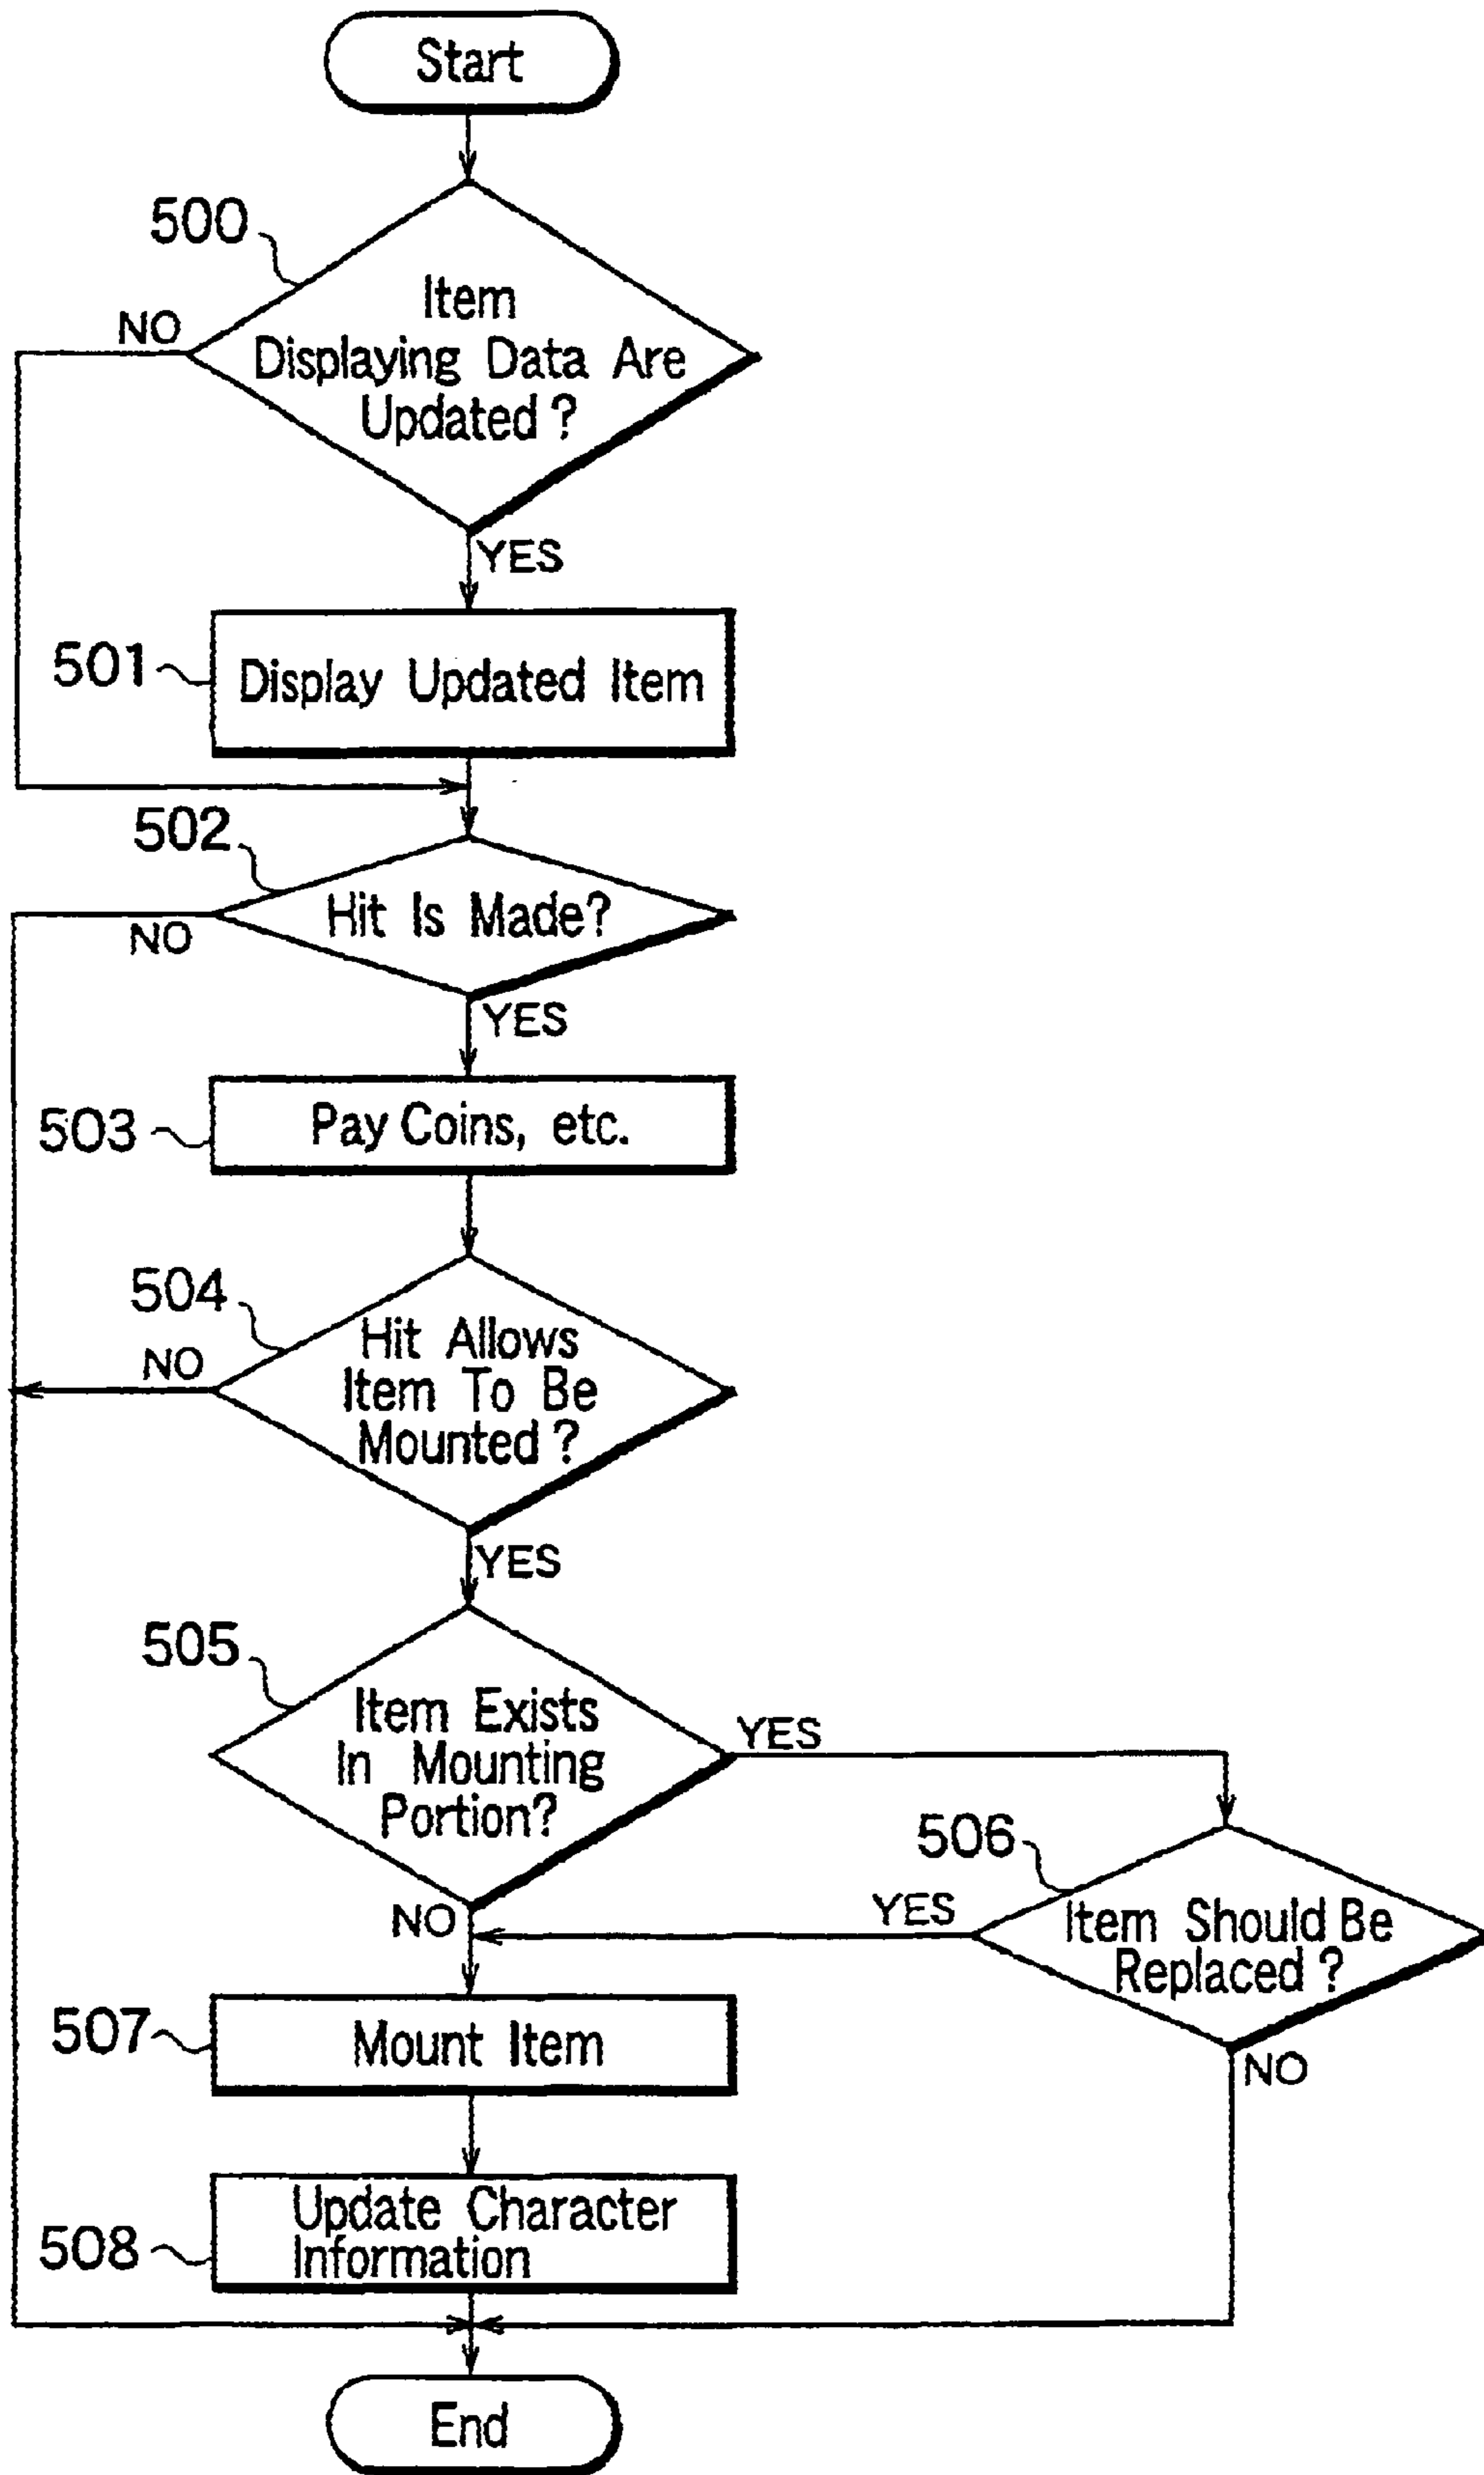 Start
500
Item
NO
Displaying Data Are
Updated ?
YES
501
Display Updated Item
502
Hit Is Made?
NO
YES
503
Pay Coins, etc.
504
Hit Allows
NO
Item To Be
Mounted ?
YES
505
Item Exists
YES
In Mounting
Portion?
506
NO
YES
Item Should Be
Replaced ?
507
Mount Item
NO
Update Character
508
Information
End